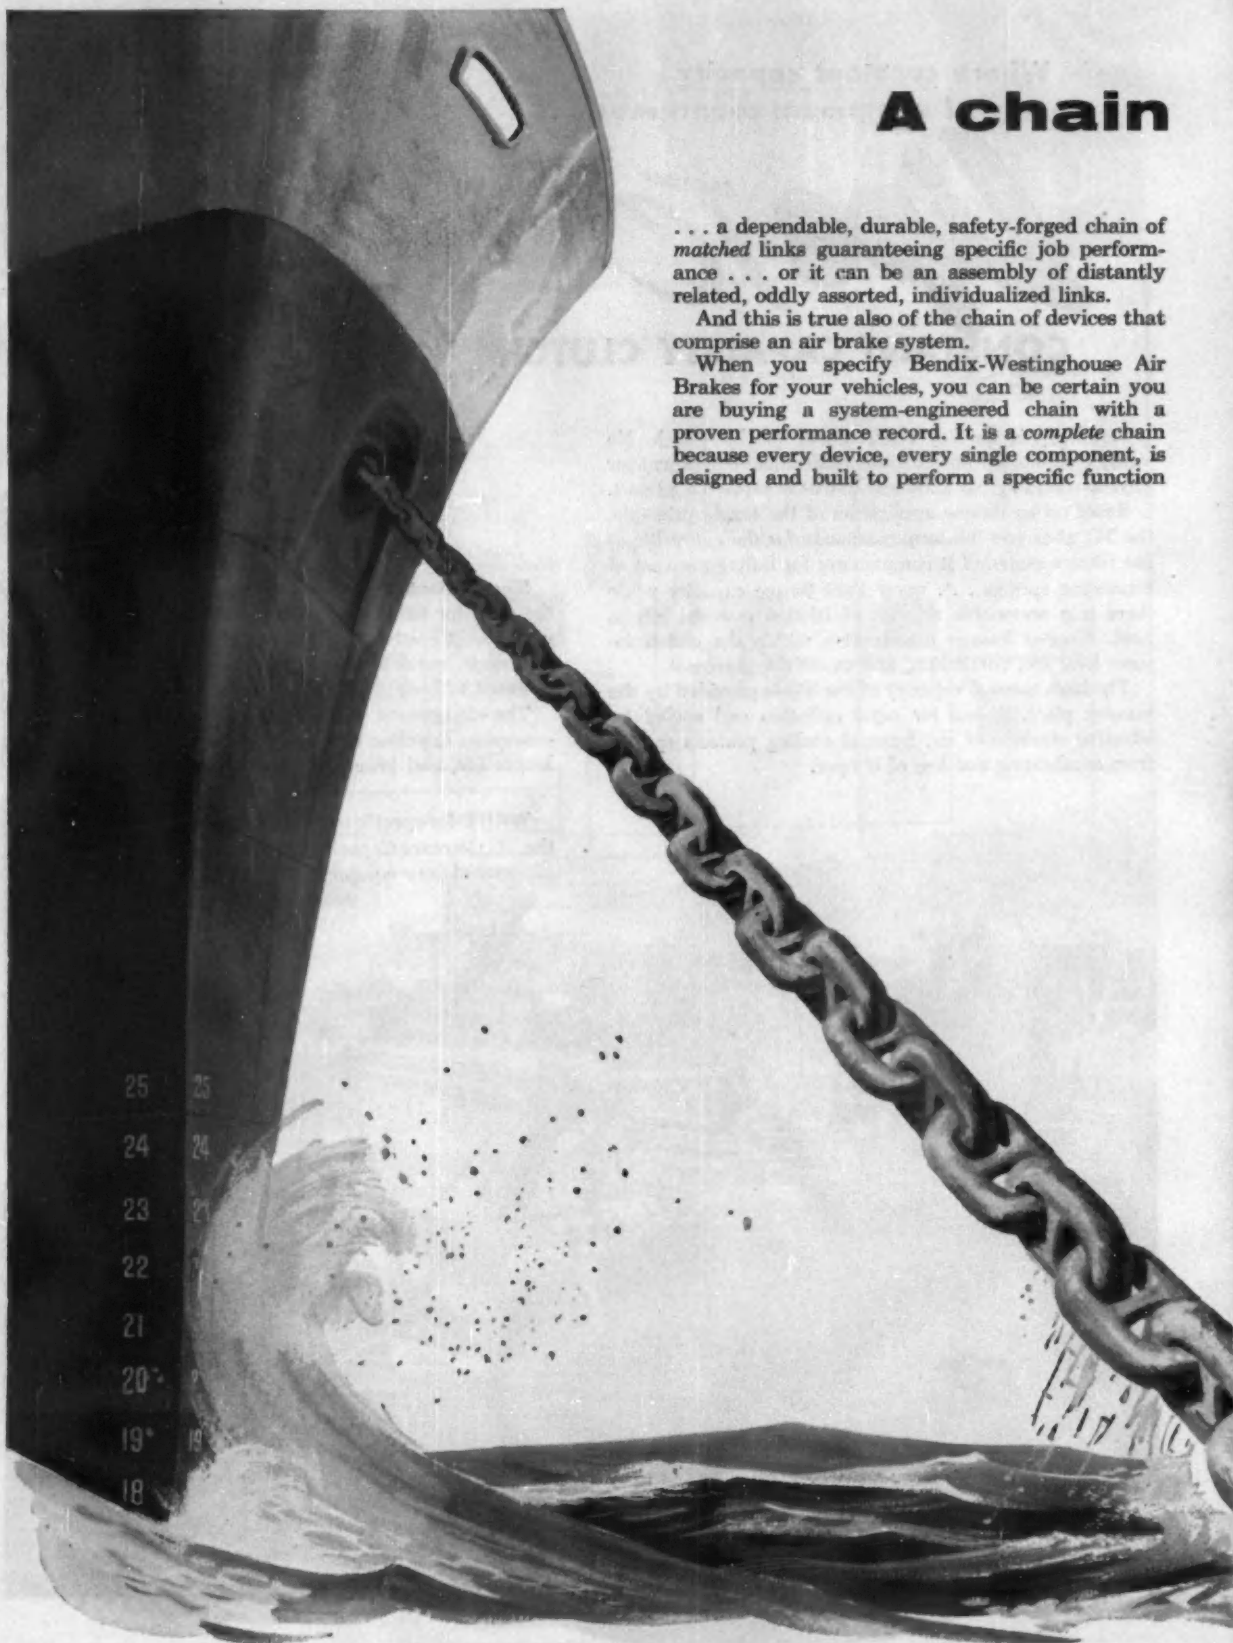 A chain
. . . a dependable, durable, safety-forged chain of
matched links guaranteeing specific job perform-
ance . . . or it can be an assembly of distantly
related, oddly assorted, individualized links.
And this is true also of the chain of devices that
comprise an air brake system.
When you specify Bendix-Westinghouse Air
Brakes for your vehicles, you can be certain you
are buying a system-engineered chain with a
proven performance record. It is a complete chain
because every device, every single component, is
designed and built to perform a specific function
25 25
24 24
23
22
21
20
19 19
18